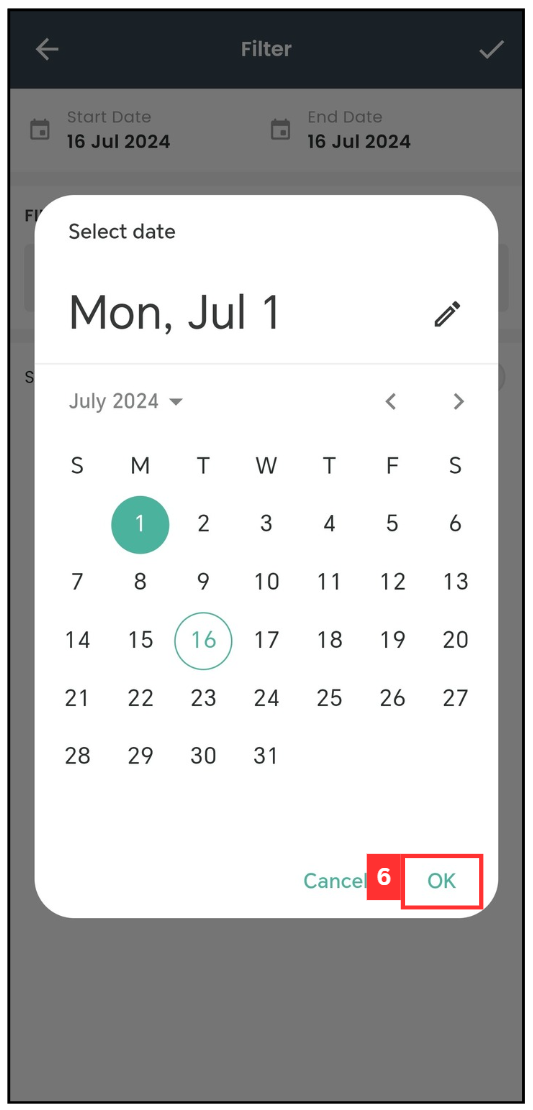 Filter
Start Date End Date
16 Jul 2024 16 Jul 2024
FI
S
Select date
Mon, Jul 1
July 2024
S M T W T F S
1 2 3 4 5 6
7 8 9 10 11 12 13
14 15 16 17 18 19 20
21 22 23 24 25 26 27
28 29 30 31
Cancel 6 OK